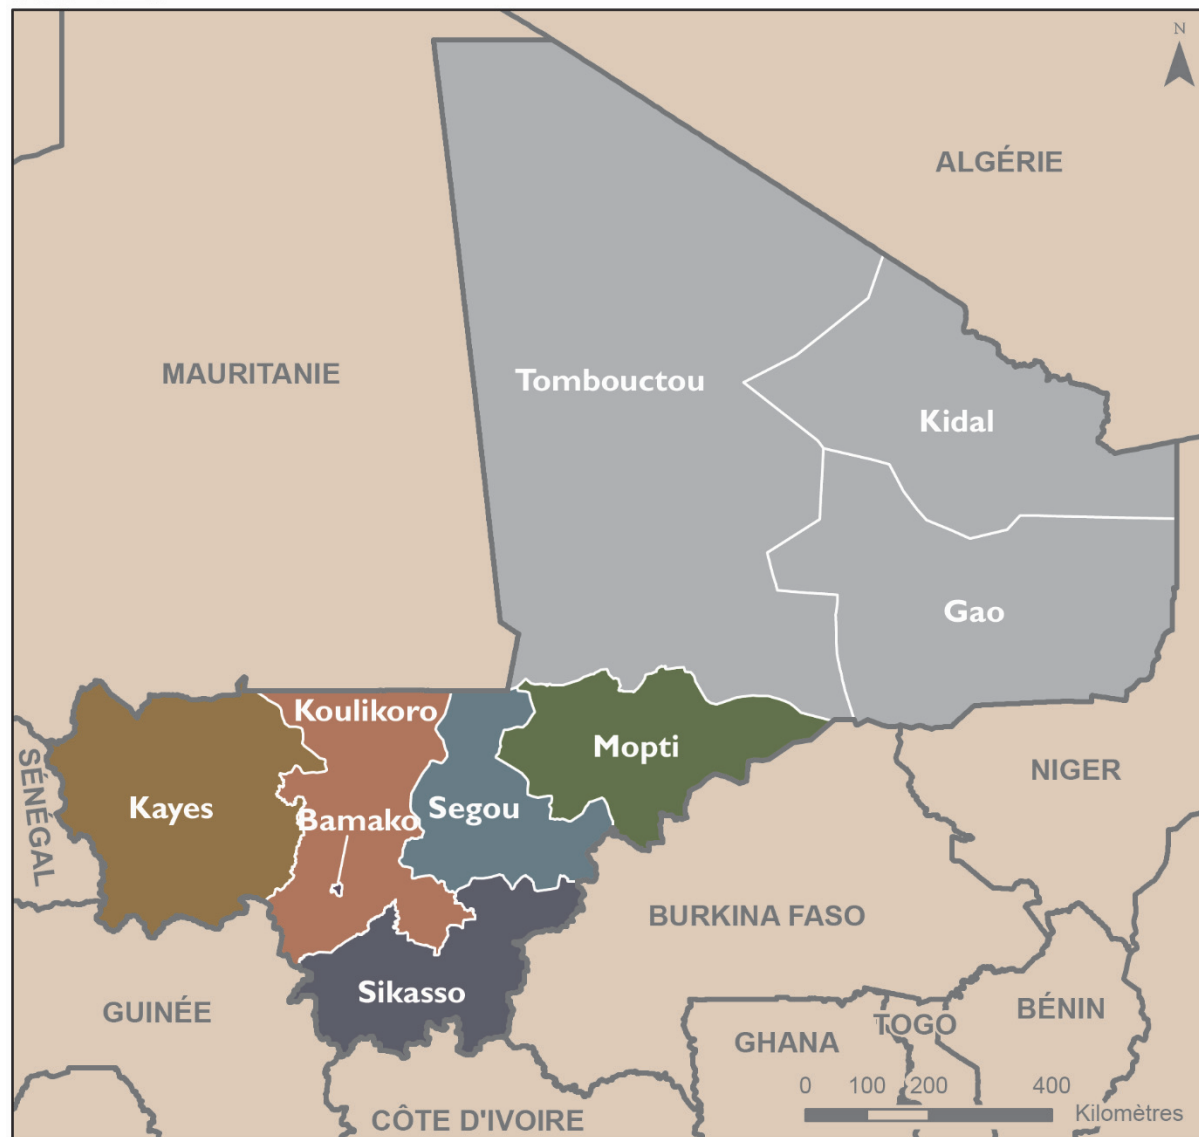 N
ALGÉRIE
MAURITANIE
Tombouctou
Kidal
Gao
Koulikoro
Mopti
SÉNÉGAL
Kayes
Bamako
Segou
NIGER
BURKINA FASO
Sikasso
GUINÉE
BÉNIN
TOGO
GHANA
0 100 200 400
Kilomètres
CÔTE D'IVOIRE